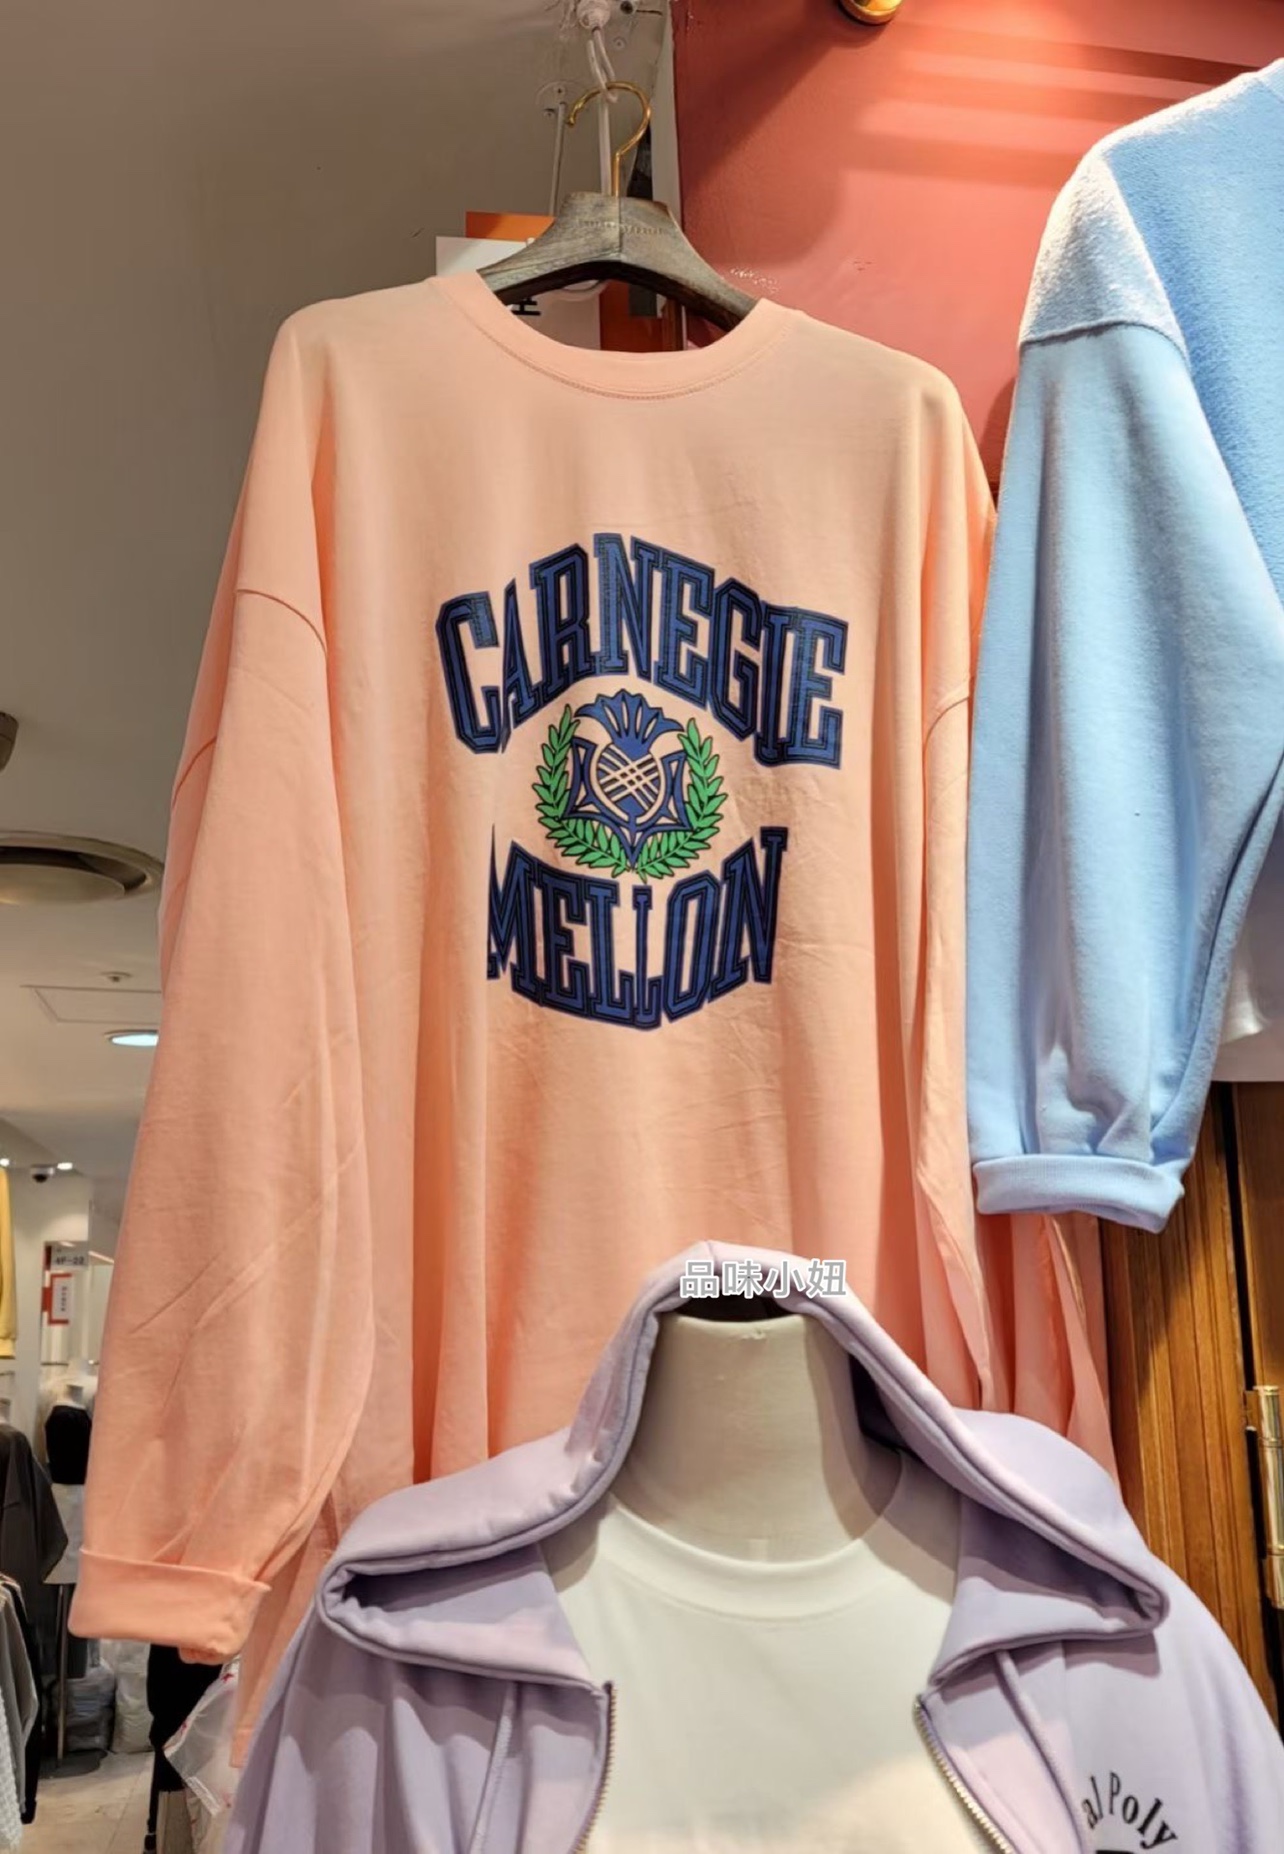 CARNEGIE
MELLON
品味小妞
al Poly